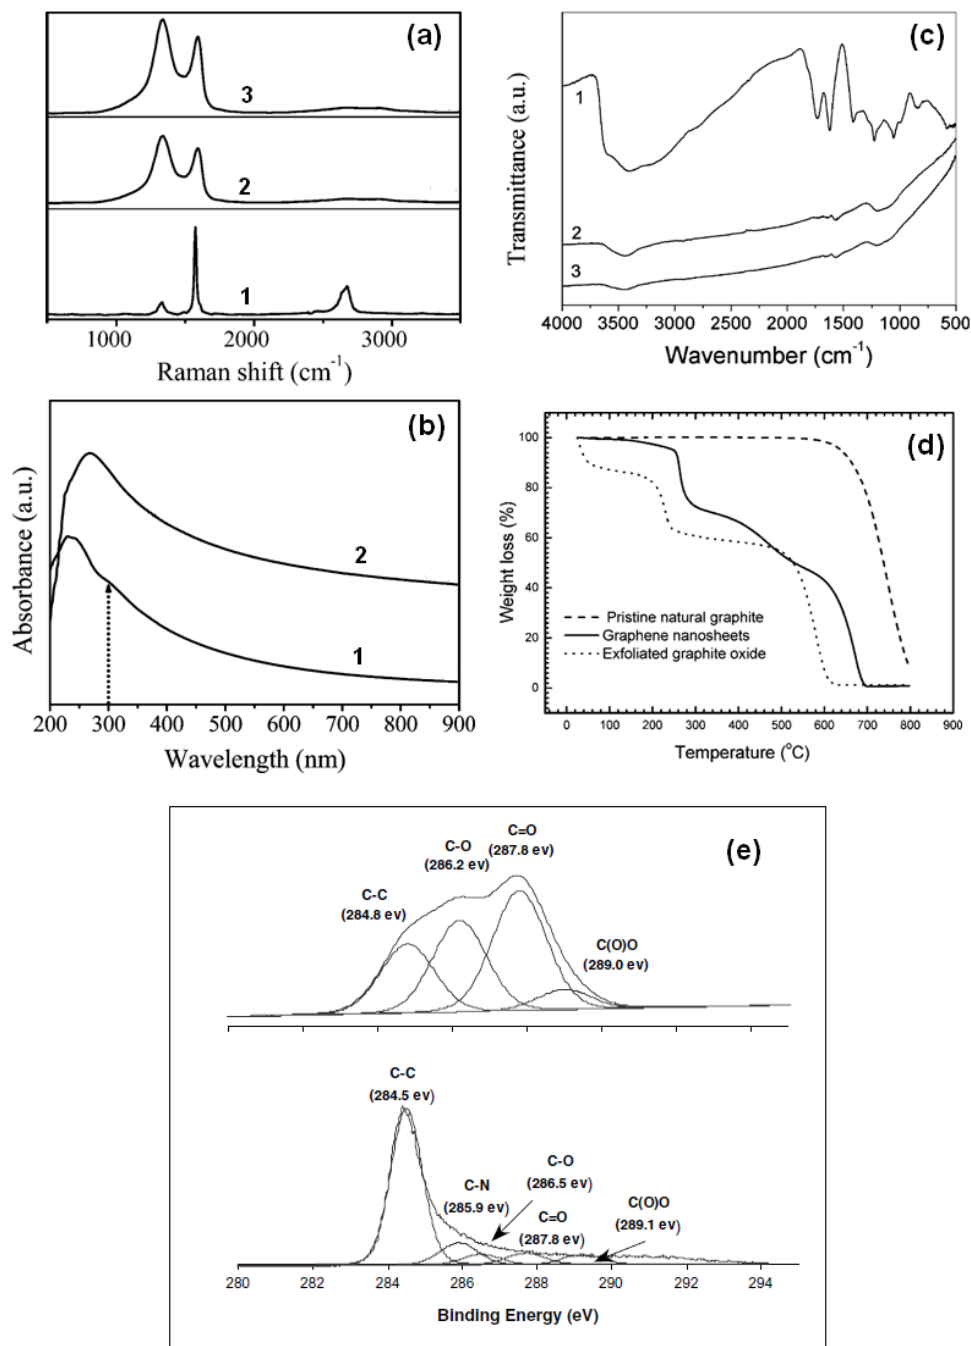 (a)
3
2
1
1000 2000 3000
Raman shift (cm-1)
(c)
Transmittance (a.u.)
1
2
3
4000 3500 3000 2500 2000 1500 1000 500
Wavenumber (cm-1)
(b)
Absorbance (a.u.)
2
1
200 300 400 500 600 700 800 900
Wavelength (nm)
(d)
Weight loss (%)
100
80
60
40
20
0
Pristine natural graphite
Graphene nanosheets
Exfoliated graphite oxide
0 100 200 300 400 500 600 700 800 900
Temperature (°C)
(e)
C=O
(287.8 ev)
C-O
(286.2 ev)
C-C
(284.8 ev)
C(O)O
(289.0 ev)
C-C
(284.5 ev)
C-N
(285.9 ev)
C-O
(286.5 ev)
C=O
(287.8 ev)
C(O)O
(289.1 ev)
280 282 284 286 288 290 292 294
Binding Energy (eV)